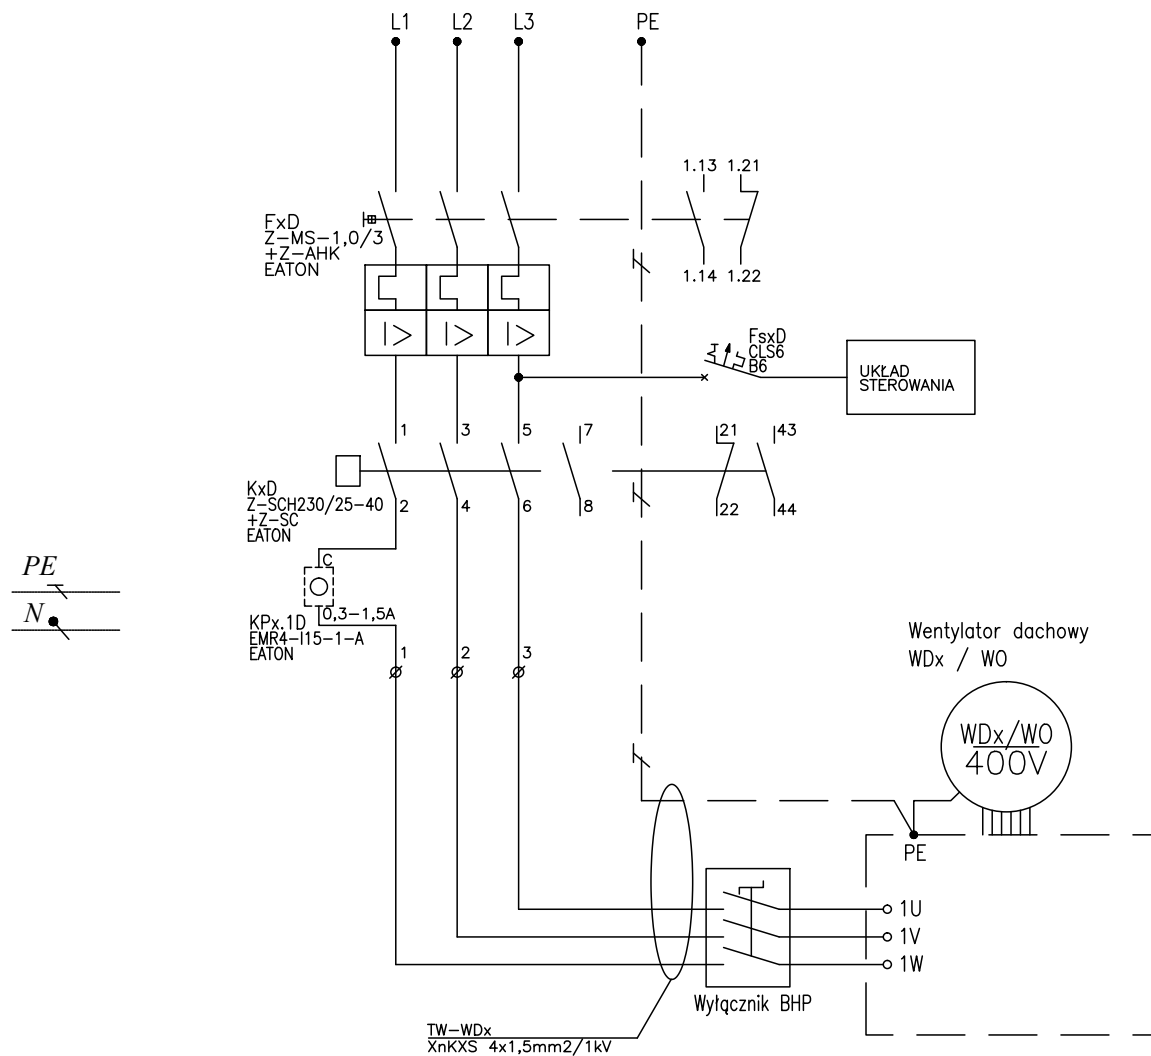 L1 L2 L3 PE
1.13 1.21
FxD
Z-MS-1,0/3
+Z-AHK
EATON
1.14 1.22
I> I> I>
FsxD
CLS6
B6
UKŁAD
STEROWANIA
1 3 5 7 21 43
KxD
Z-SCH230/25-40
+Z-SC
EATON
2 4 6 8 22 44
PE
N
C
0,3-1,5A
KPx.1D
EMR4-I15-1-A
EATON
1 2 3
Wentylator dachowy
WDx / WO
WDx/WO
400V
PE
1U
1V
1W
Wyłącznik BHP
TW-WDx
XnKXS 4x1,5mm2/1kV